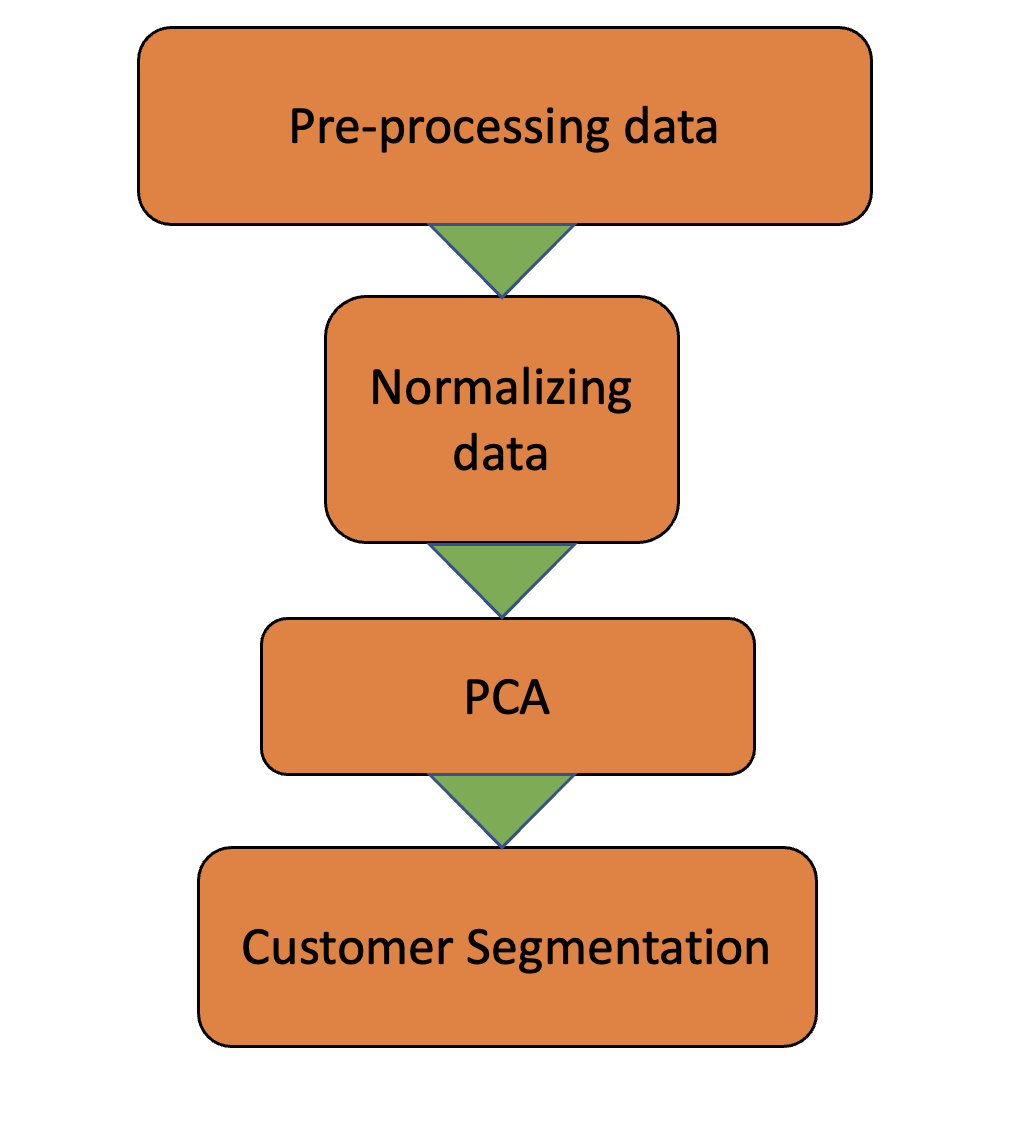 Pre-processing data
Normalizing
data
PCA
Customer Segmentation